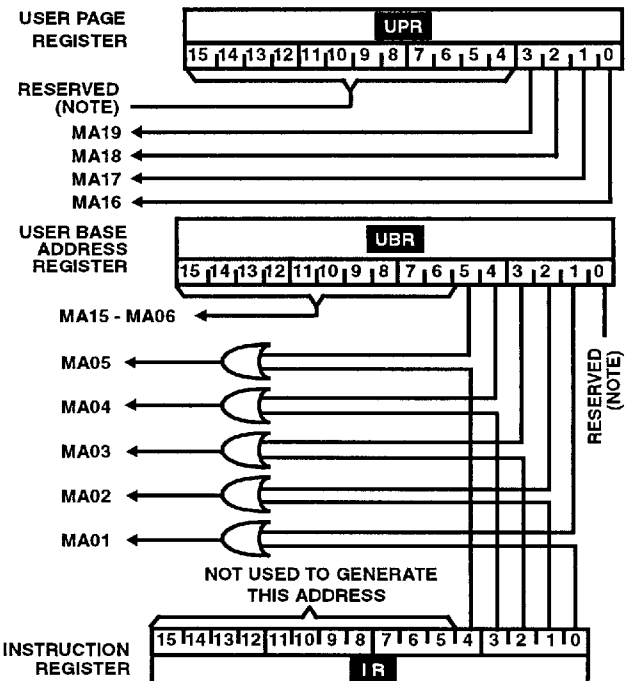 USER PAGE
REGISTER
UPR
15 14 13 12 11 10 9 8 7 6 5 4 3 2 1 0
RESERVED
(NOTE)
MA19
MA18
MA17
MA16
USER BASE
ADDRESS
REGISTER
UBR
15 14 13 12 11 10 9 8 7 6 5 4 3 2 1 0
MA15 - MA06
RESERVED
(NOTE)
MA05
MA04
MA03
MA02
MA01
NOT USED TO GENERATE
THIS ADDRESS
INSTRUCTION
REGISTER
15 14 13 12 11 10 9 8 7 6 5 4 3 2 1 0
IR